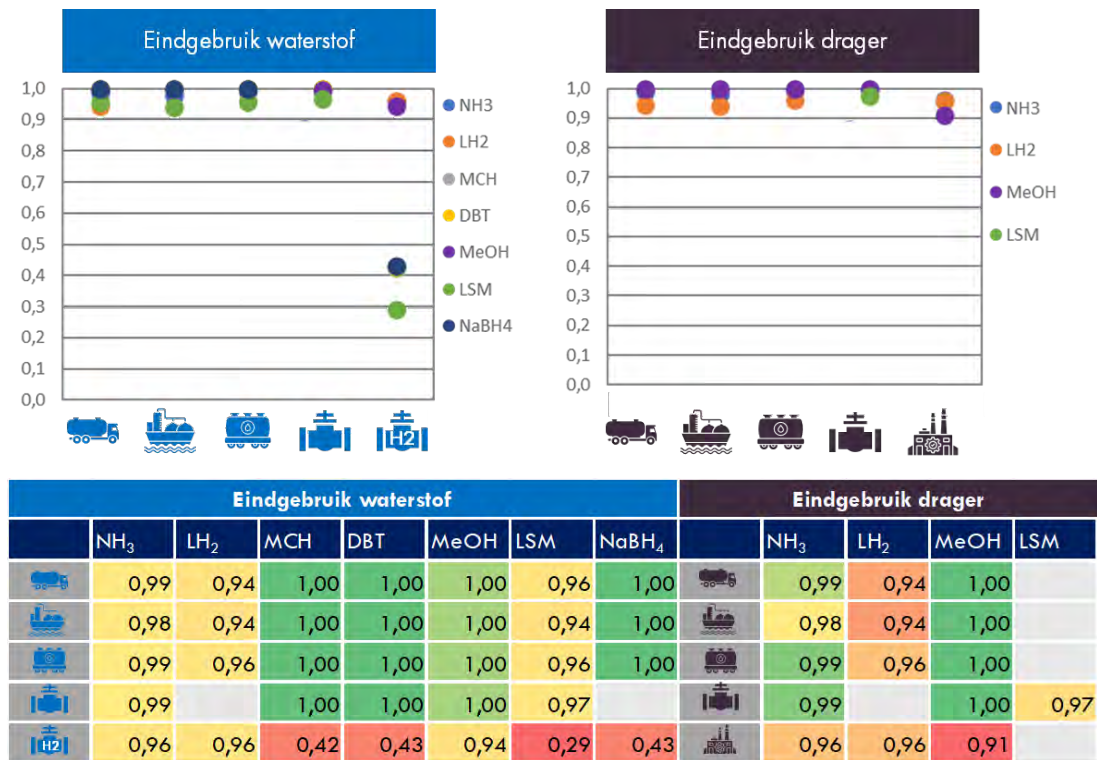 Eindgebruik waterstof
1,0
0,9
0,8
0,7
0,6
0,5
0,4
0,3
0,2
0,1
0,0
NH3
LH2
MCH
DBT
MeOH
LSM
NaBH4
H2
Eindgebruik drager
1,0
0,9
0,8
0,7
0,6
0,5
0,4
0,3
0,2
0,1
0,0
NH3
LH2
MeOH
LSM
Eindgebruik waterstof Eindgebruik drager
NH₃ LH₂ MCH DBT MeOH LSM NaBH₄ NH₃ LH₂ MeOH LSM
0,99 0,94 1,00 1,00 1,00 0,96 1,00 0,99 0,94 1,00
0,98 0,94 1,00 1,00 1,00 0,94 1,00 0,98 0,94 1,00
0,99 0,96 1,00 1,00 1,00 0,96 1,00 0,99 0,96 1,00
0,99 1,00 1,00 1,00 0,97 0,99 1,00 0,97
H2 0,96 0,96 0,42 0,43 0,94 0,29 0,43 0,96 0,96 0,91